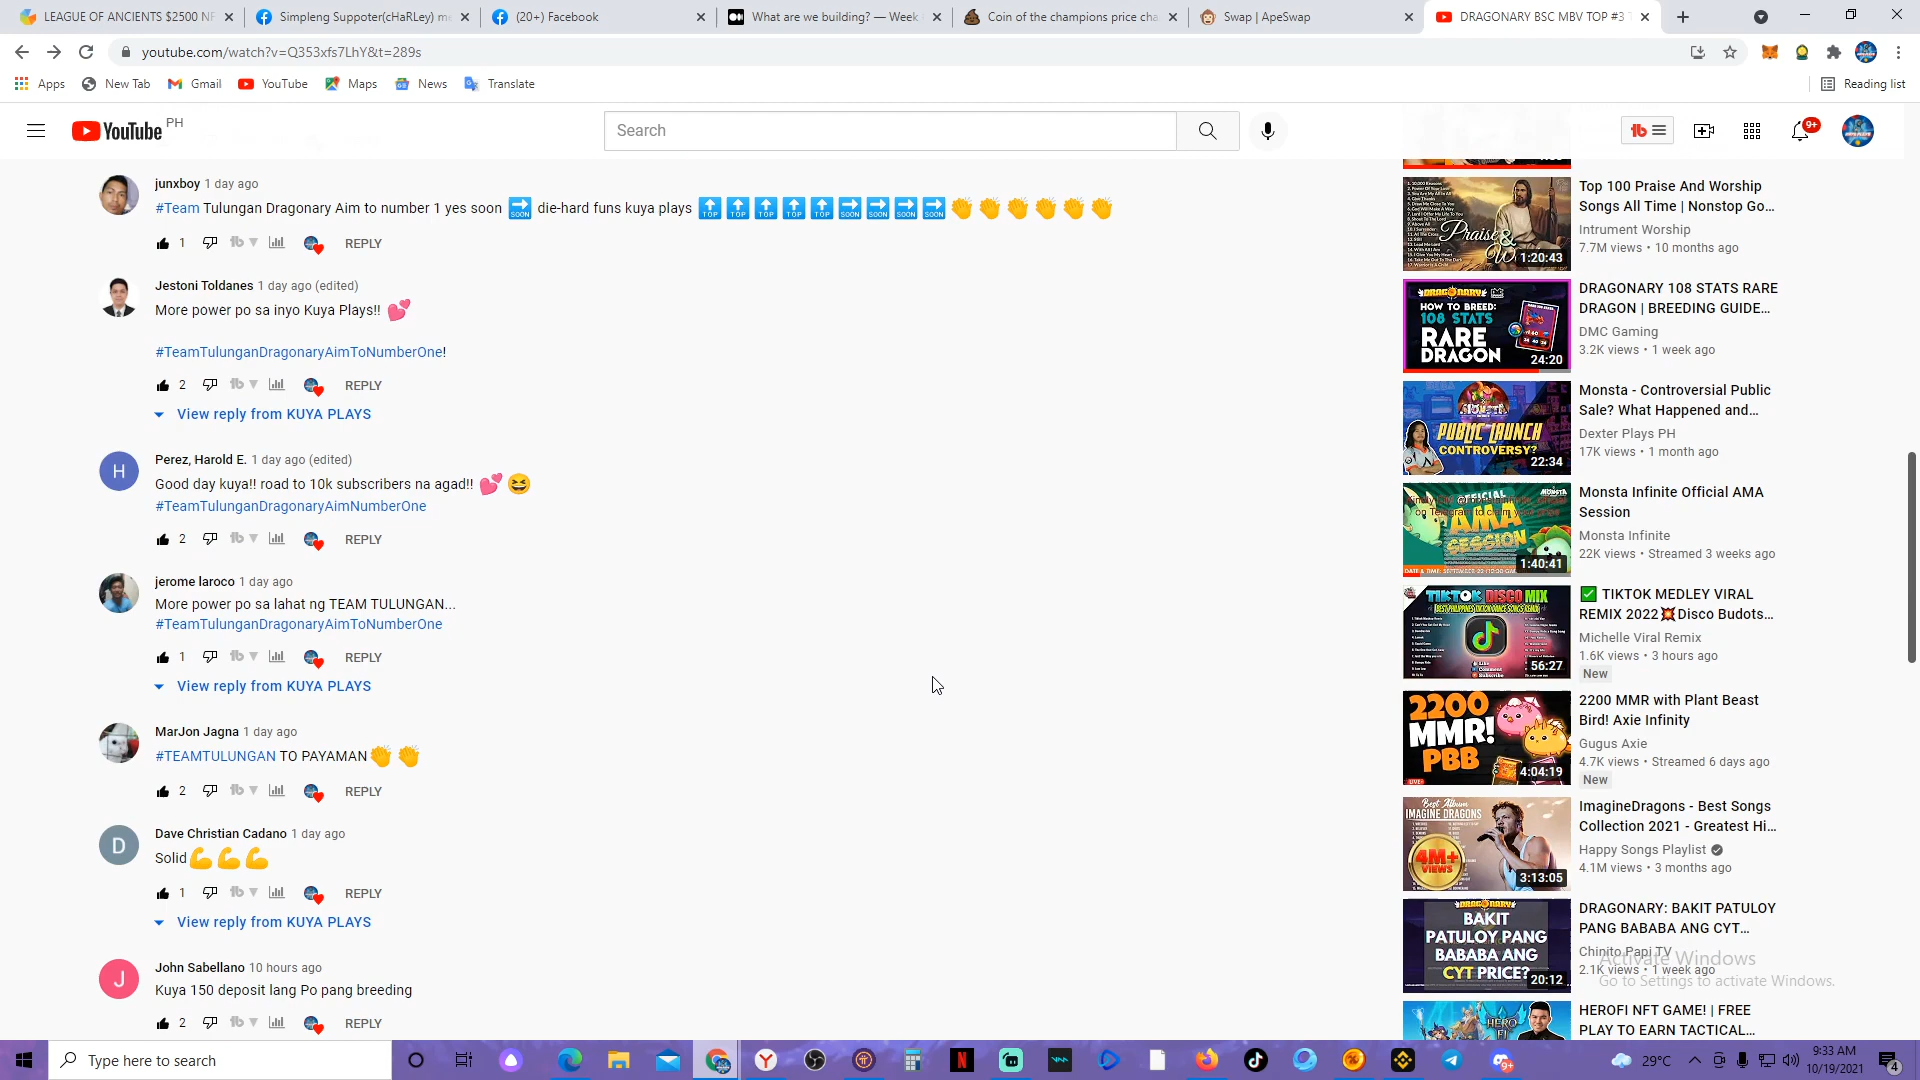 LEAGUE OF ANCIENTS $2500 NF
Simpleng Suppoter(cHaRLey) m
(20+) Facebook
What are we building? — Week
Coin of the champions price cha
Swap | ApeSwap
DRAGONARY BSC MBV TOP #3 T
youtube.com/watch?v=Q353xfs7LhY&t=289s
Apps
New Tab
Gmail
YouTube
Maps
News
Translate
Reading list
YouTube PH
Search
9+
junxboy 1 day ago
#Team Tulungan Dragonary Aim to number 1 yes soon 🔜 die-hard funs kuya plays 🔝🔝🔝🔝🔝🔜🔜🔜🔜👏👏👏👏👏👏
1 REPLY
Jestoni Toldanes 1 day ago (edited)
More power po sa inyo Kuya Plays!! 💕
#TeamTulunganDragonaryAimToNumberOne!
2 REPLY
View reply from KUYA PLAYS
Perez, Harold E. 1 day ago (edited)
Good day kuya!! road to 10k subscribers na agad!! 💕😆
#TeamTulunganDragonaryAimNumberOne
2 REPLY
jerome laroco 1 day ago
More power po sa lahat ng TEAM TULUNGAN...
#TeamTulunganDragonaryAimToNumberOne
1 REPLY
View reply from KUYA PLAYS
MarJon Jagna 1 day ago
#TEAMTULUNGAN TO PAYAMAN👏👏
2 REPLY
Dave Christian Cadano 1 day ago
Solid💪💪💪
1 REPLY
View reply from KUYA PLAYS
John Sabellano 10 hours ago
Kuya 150 deposit lang Po pang breeding
2 REPLY
Praise & W
1:20:43
Top 100 Praise And Worship
Songs All Time | Nonstop Go...
Intrument Worship
7.7M views • 10 months ago
DRAGONARY
HOW TO BREED:
108 STATS
RARE
DRAGON
24:20
DRAGONARY 108 STATS RARE
DRAGON | BREEDING GUIDE...
DMC Gaming
3.2K views • 1 week ago
PUBLIC LAUNCH
CONTROVERSY?
22:34
Monsta - Controversial Public
Sale? What Happened and...
Dexter Plays PH
17K views • 1 month ago
OFFICIAL
AMA
SESSION
1:40:41
Monsta Infinite Official AMA
Session
Monsta Infinite
22K views • Streamed 3 weeks ago
TIKTOK DISCO MIX
56:27
✅ TIKTOK MEDLEY VIRAL
REMIX 2022💥Disco Budots...
Michelle Viral Remix
1.6K views • 3 hours ago
New
2200
MMR!
PBB
4:04:19
2200 MMR with Plant Beast
Bird! Axie Infinity
Gugus Axie
4.7K views • Streamed 6 days ago
New
Best Album
IMAGINE DRAGONS
4M+
VIEWS
3:13:05
ImagineDragons - Best Songs
Collection 2021 - Greatest Hi...
Happy Songs Playlist
4.1M views • 3 months ago
DRAGONARY
BAKIT
PATULOY PANG
BABABA ANG
CYT PRICE?
20:12
DRAGONARY: BAKIT PATULOY
PANG BABABA ANG CYT...
Chinito Papi TV
2.1K views • 1 week ago
Activate Windows
Go to Settings to activate Windows.
HERO FI
HEROFI NFT GAME! | FREE
PLAY TO EARN TACTICAL...
Type here to search
29°C
9:33 AM
10/19/2021
4